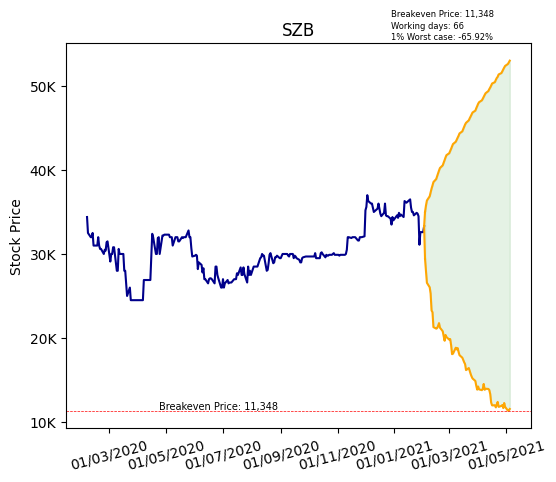 Breakeven Price: 11,348
Working days: 66
1% Worst case: -65.92%
SZB
Stock Price
50K
40K
30K
20K
10K
Breakeven Price: 11,348
01/03/2020
01/05/2020
01/07/2020
01/09/2020
01/11/2020
01/01/2021
01/03/2021
01/05/2021